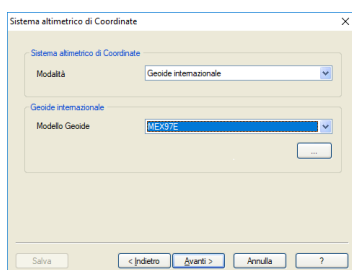 Sistema altimetrico di Coordinate
Sistema altimetrico di Coordinate
Modalità
Geoide internazionale
Geoide internazionale
Modello Geoide
MEX97E
...
Salva
< Indietro
Avanti >
Annulla
?